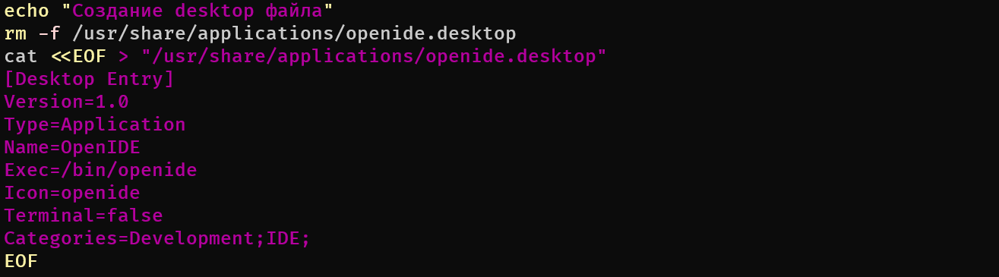 echo "Создание desktop файла"
rm -f /usr/share/applications/openide.desktop
cat <<EOF > "/usr/share/applications/openide.desktop"
[Desktop Entry]
Version=1.0
Type=Application
Name=OpenIDE
Exec=/bin/openide
Icon=openide
Terminal=false
Categories=Development;IDE;
EOF